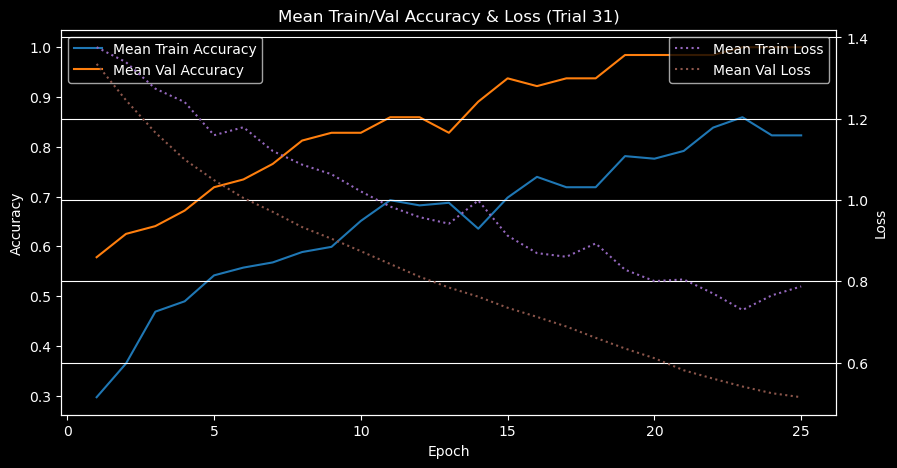 Mean Train/Val Accuracy & Loss (Trial 31)
Mean Train Accuracy
Mean Val Accuracy
Mean Train Loss
Mean Val Loss
1.0
0.9
0.8
0.7
0.6
0.5
0.4
0.3
Accuracy
1.4
1.2
1.0
0.8
0.6
Loss
0 5 10 15 20 25
Epoch